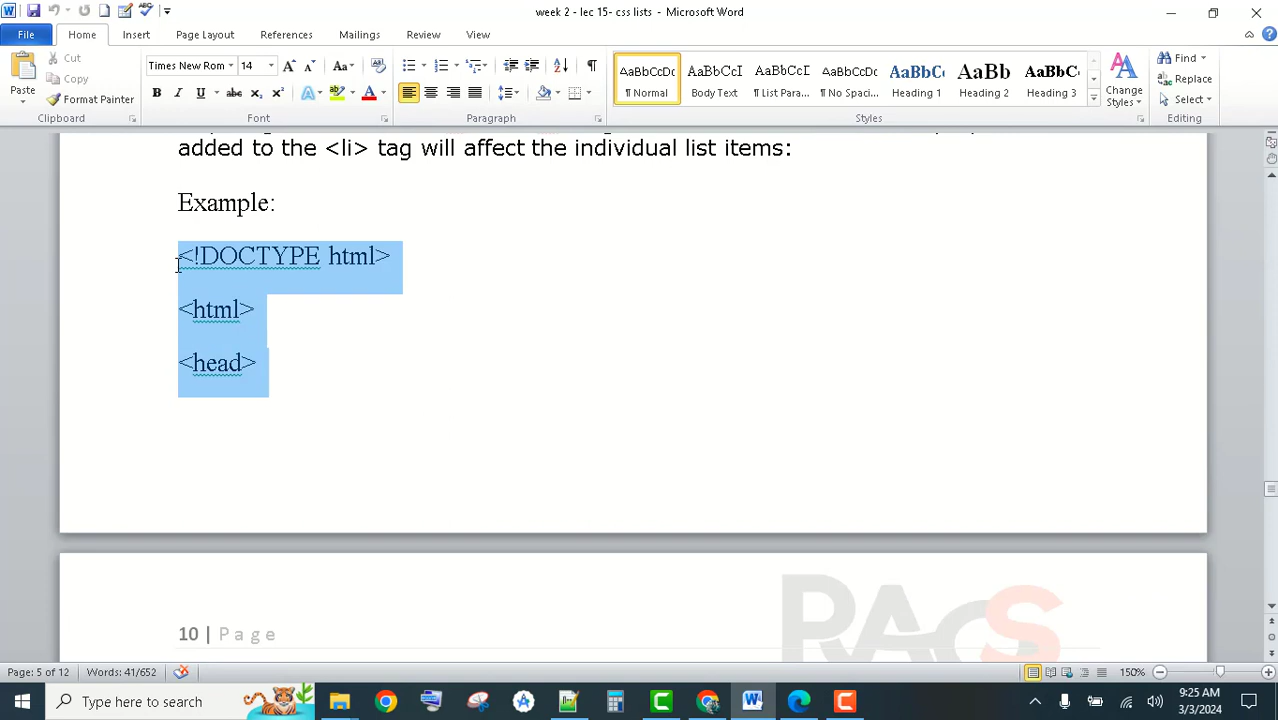 week 2 - lec 15- css lists - Microsoft Word
File Home Insert Page Layout References Mailings Review View
Cut
Copy
Format Painter
Paste
Clipboard
Times New Rom 14
Font
Paragraph
AaBbCcDc AaBbCcI AaBbCcI AaBbCcDc AaBbC AaBb AaBbC
¶ Normal Body Text ¶ List Para... ¶ No Spaci... Heading 1 Heading 2 Heading 3
Change
Styles
Styles
Find
Replace
Select
Editing
added to the <li> tag will affect the individual list items:
Example:
<!DOCTYPE html>
<html>
<head>
10 | Page
RACS
Page: 5 of 12 Words: 41/652 150%
Type here to search
9:25 AM
3/3/2024